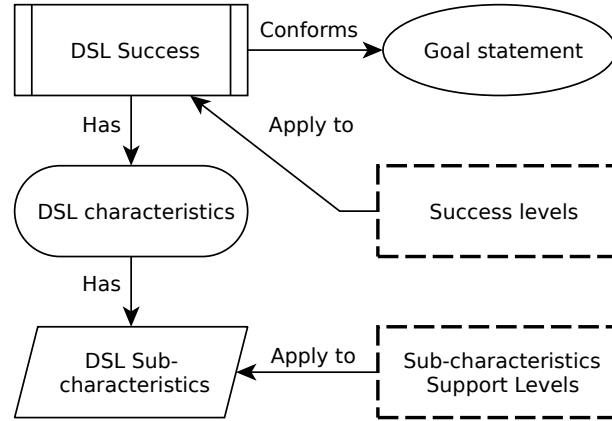 DSL Success
Conforms
Goal statement
Has
Apply to
DSL characteristics
Success levels
Has
DSL Sub-
characteristics
Apply to
Sub-characteristics
Support Levels